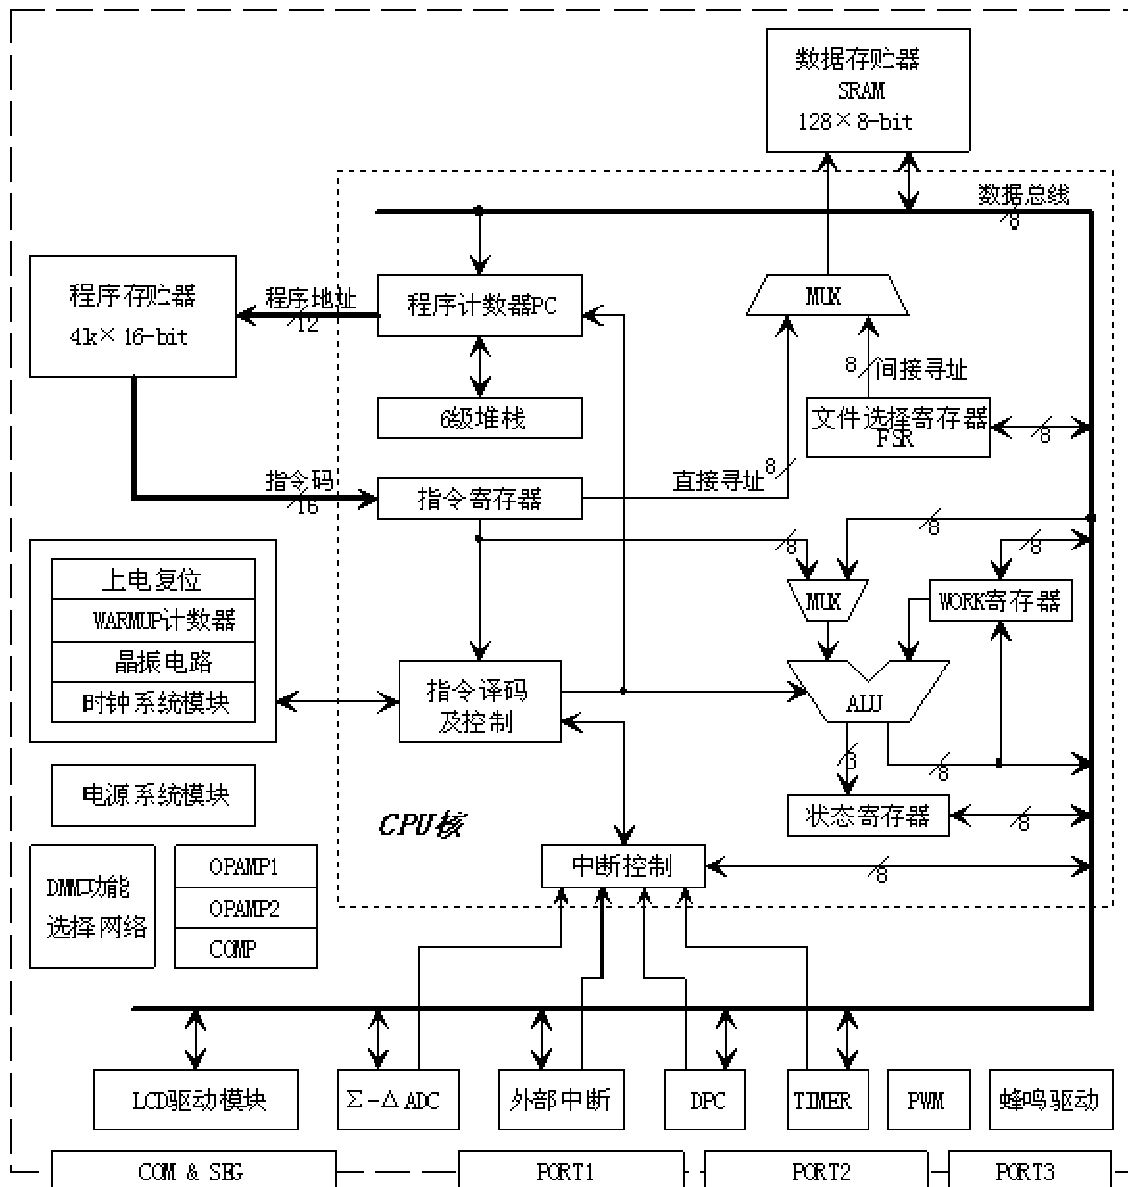 数据存贮器
SRAM
128×8-bit
数据总线
8
程序存贮器
4k×16-bit
程序地址
12
程序计数器PC
MUX
8
间接寻址
6级堆栈
文件选择寄存器
FSR
8
指令码
16
指令寄存器
直接寻址
8
8
8
8
上电复位
WARMUP计数器
晶振电路
时钟系统模块
MUX
WORK寄存器
指令译码
及控制
ALU
8
电源系统模块
状态寄存器
8
CPU核
中断控制
8
DMM功能
选择网络
OPAMP1
OPAMP2
COMP
LCD驱动模块
Σ-Δ ADC
外部中断
DPC
TIMER
PWM
蜂鸣驱动
COM & SEG
PORT1
PORT2
PORT3